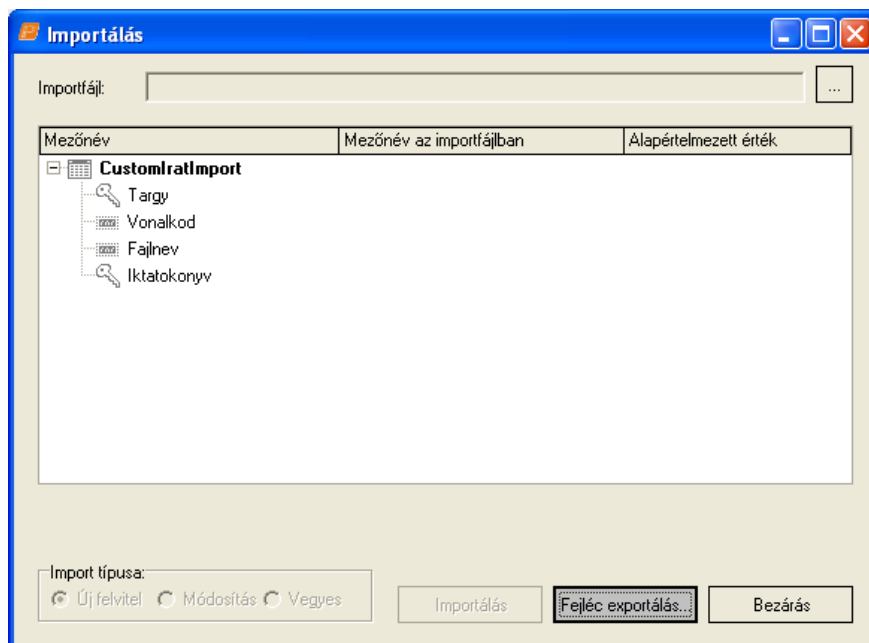 Importálás
Importfájl: ...
Mezőnév Mezőnév az importfájlban Alapértelmezett érték
CustomIratImport
Targy
Vonalkod
Fajlnev
Iktatokonyv
Import típusa:
Új felvitel Módosítás Vegyes Importálás Fejléc exportálás... Bezárás